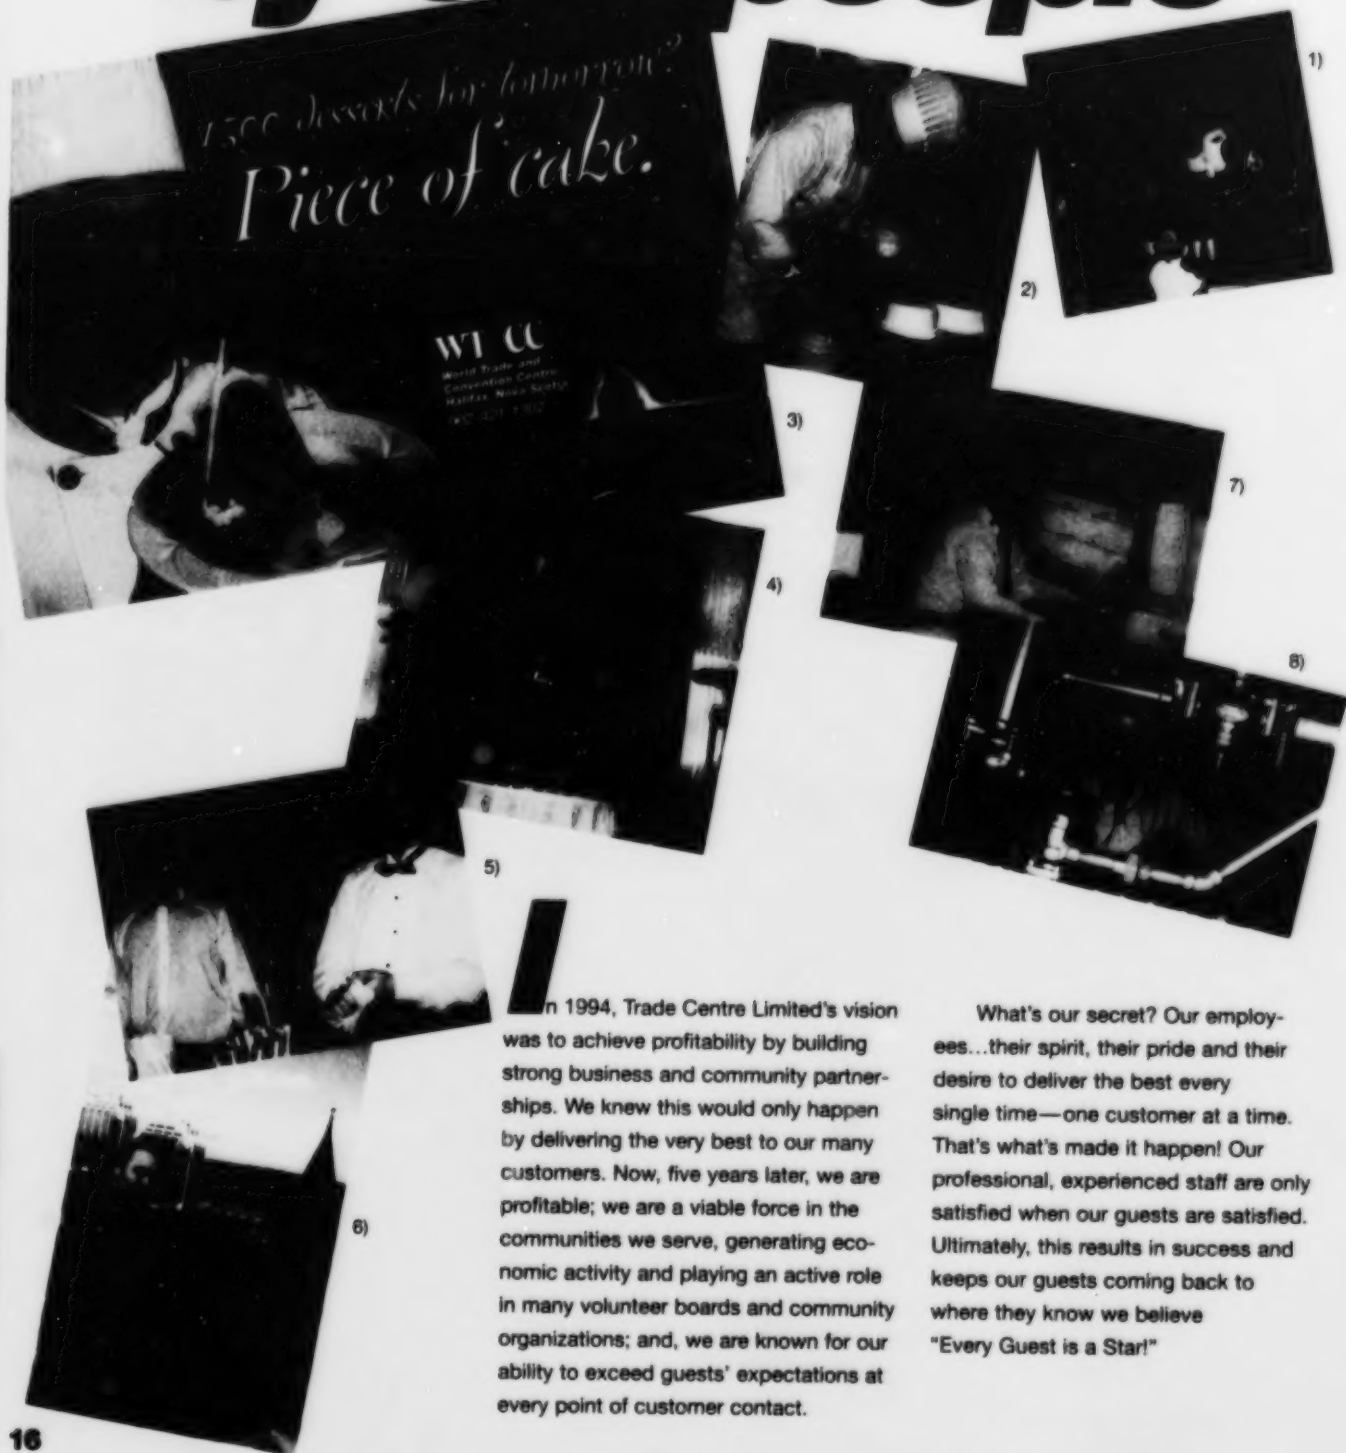 people
1500 desserts for tomorrow?
Piece of cake.
WTCC
World Trade and
Convention Centre
Halifax, Nova Scotia
1)
2)
3)
7)
4)
8)
5)
6)
In 1994, Trade Centre Limited's vision
was to achieve profitability by building
strong business and community partner-
ships. We knew this would only happen
by delivering the very best to our many
customers. Now, five years later, we are
profitable; we are a viable force in the
communities we serve, generating eco-
nomic activity and playing an active role
in many volunteer boards and community
organizations; and, we are known for our
ability to exceed guests' expectations at
every point of customer contact.
What's our secret? Our employ-
ees...their spirit, their pride and their
desire to deliver the best every
single time—one customer at a time.
That's what's made it happen! Our
professional, experienced staff are only
satisfied when our guests are satisfied.
Ultimately, this results in success and
keeps our guests coming back to
where they know we believe
"Every Guest is a Star!"
16